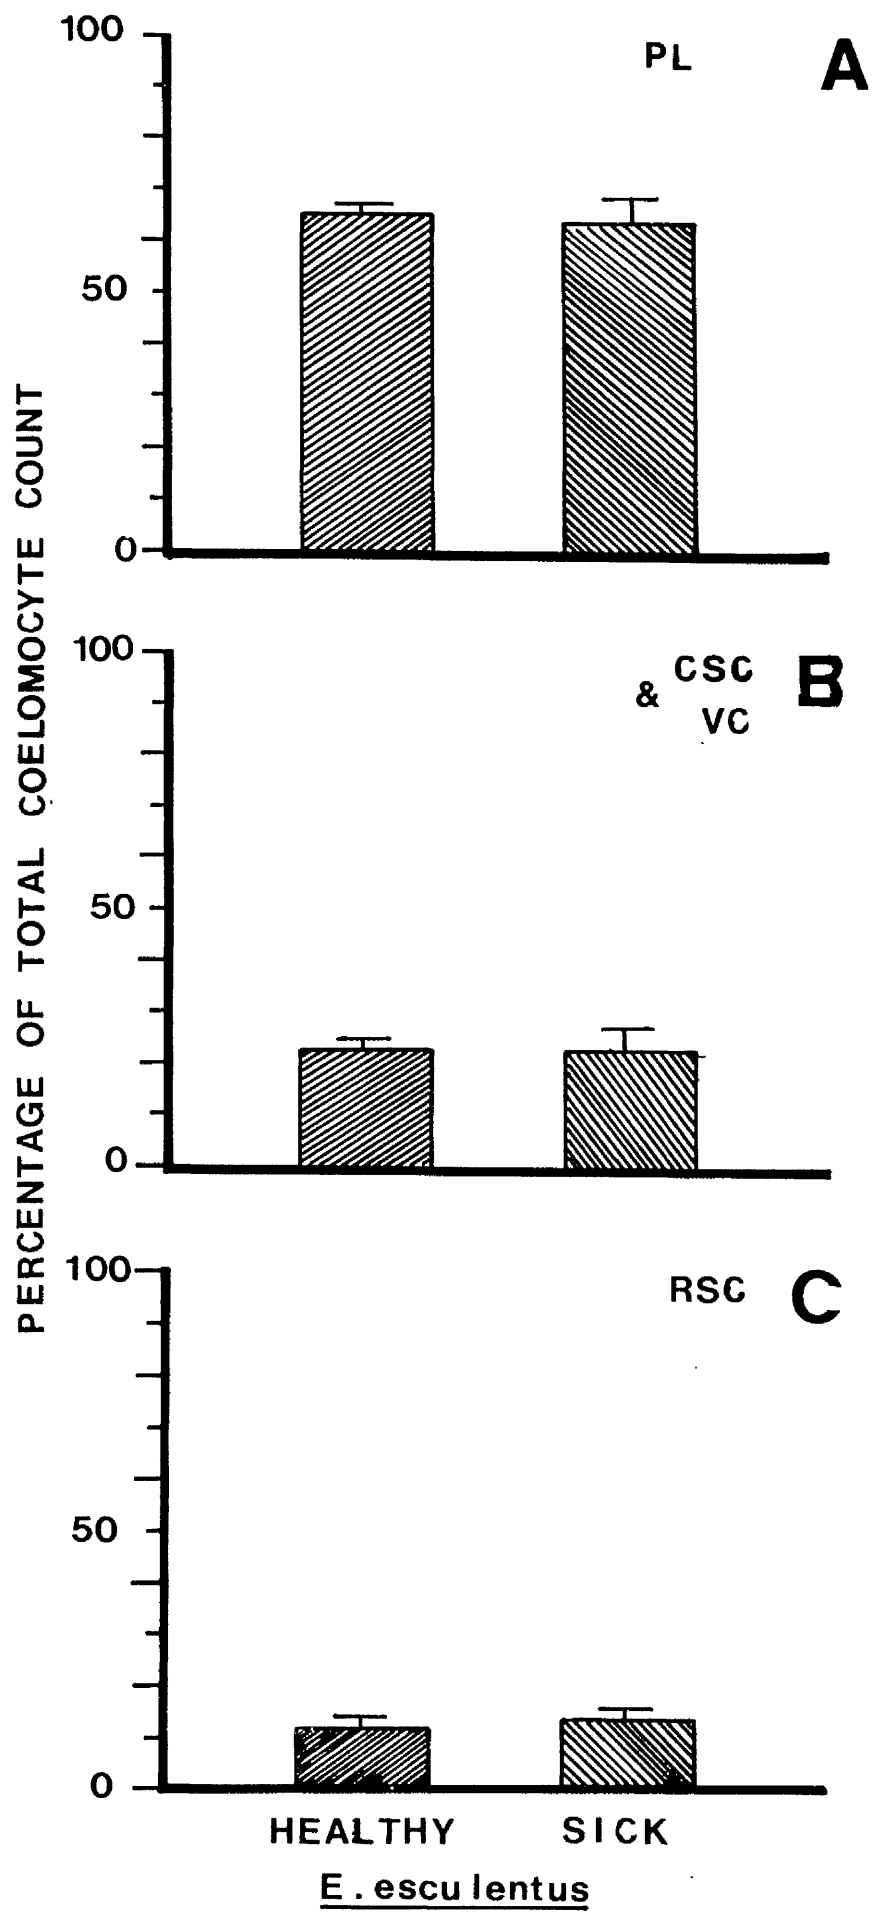 PERCENTAGE OF TOTAL COELOMOCYTE COUNT
100
50
0
PL
A
100
50
0
& CSC
VC
B
100
50
0
RSC
C
HEALTHY SICK
E. esculentus